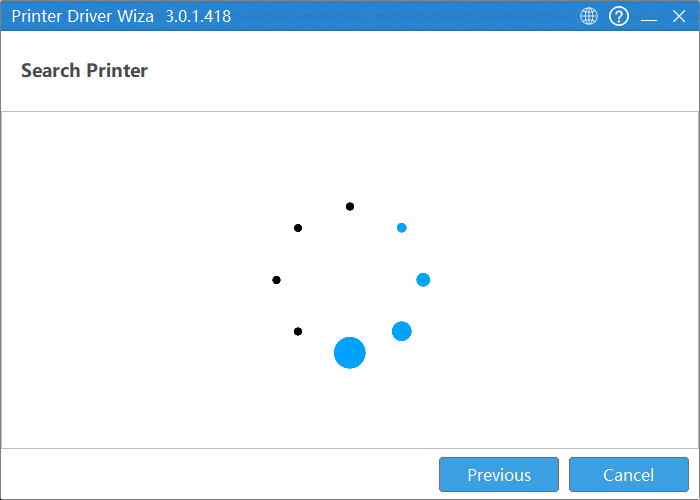 Printer Driver Wiza 3.0.1.418
Search Printer
Previous Cancel